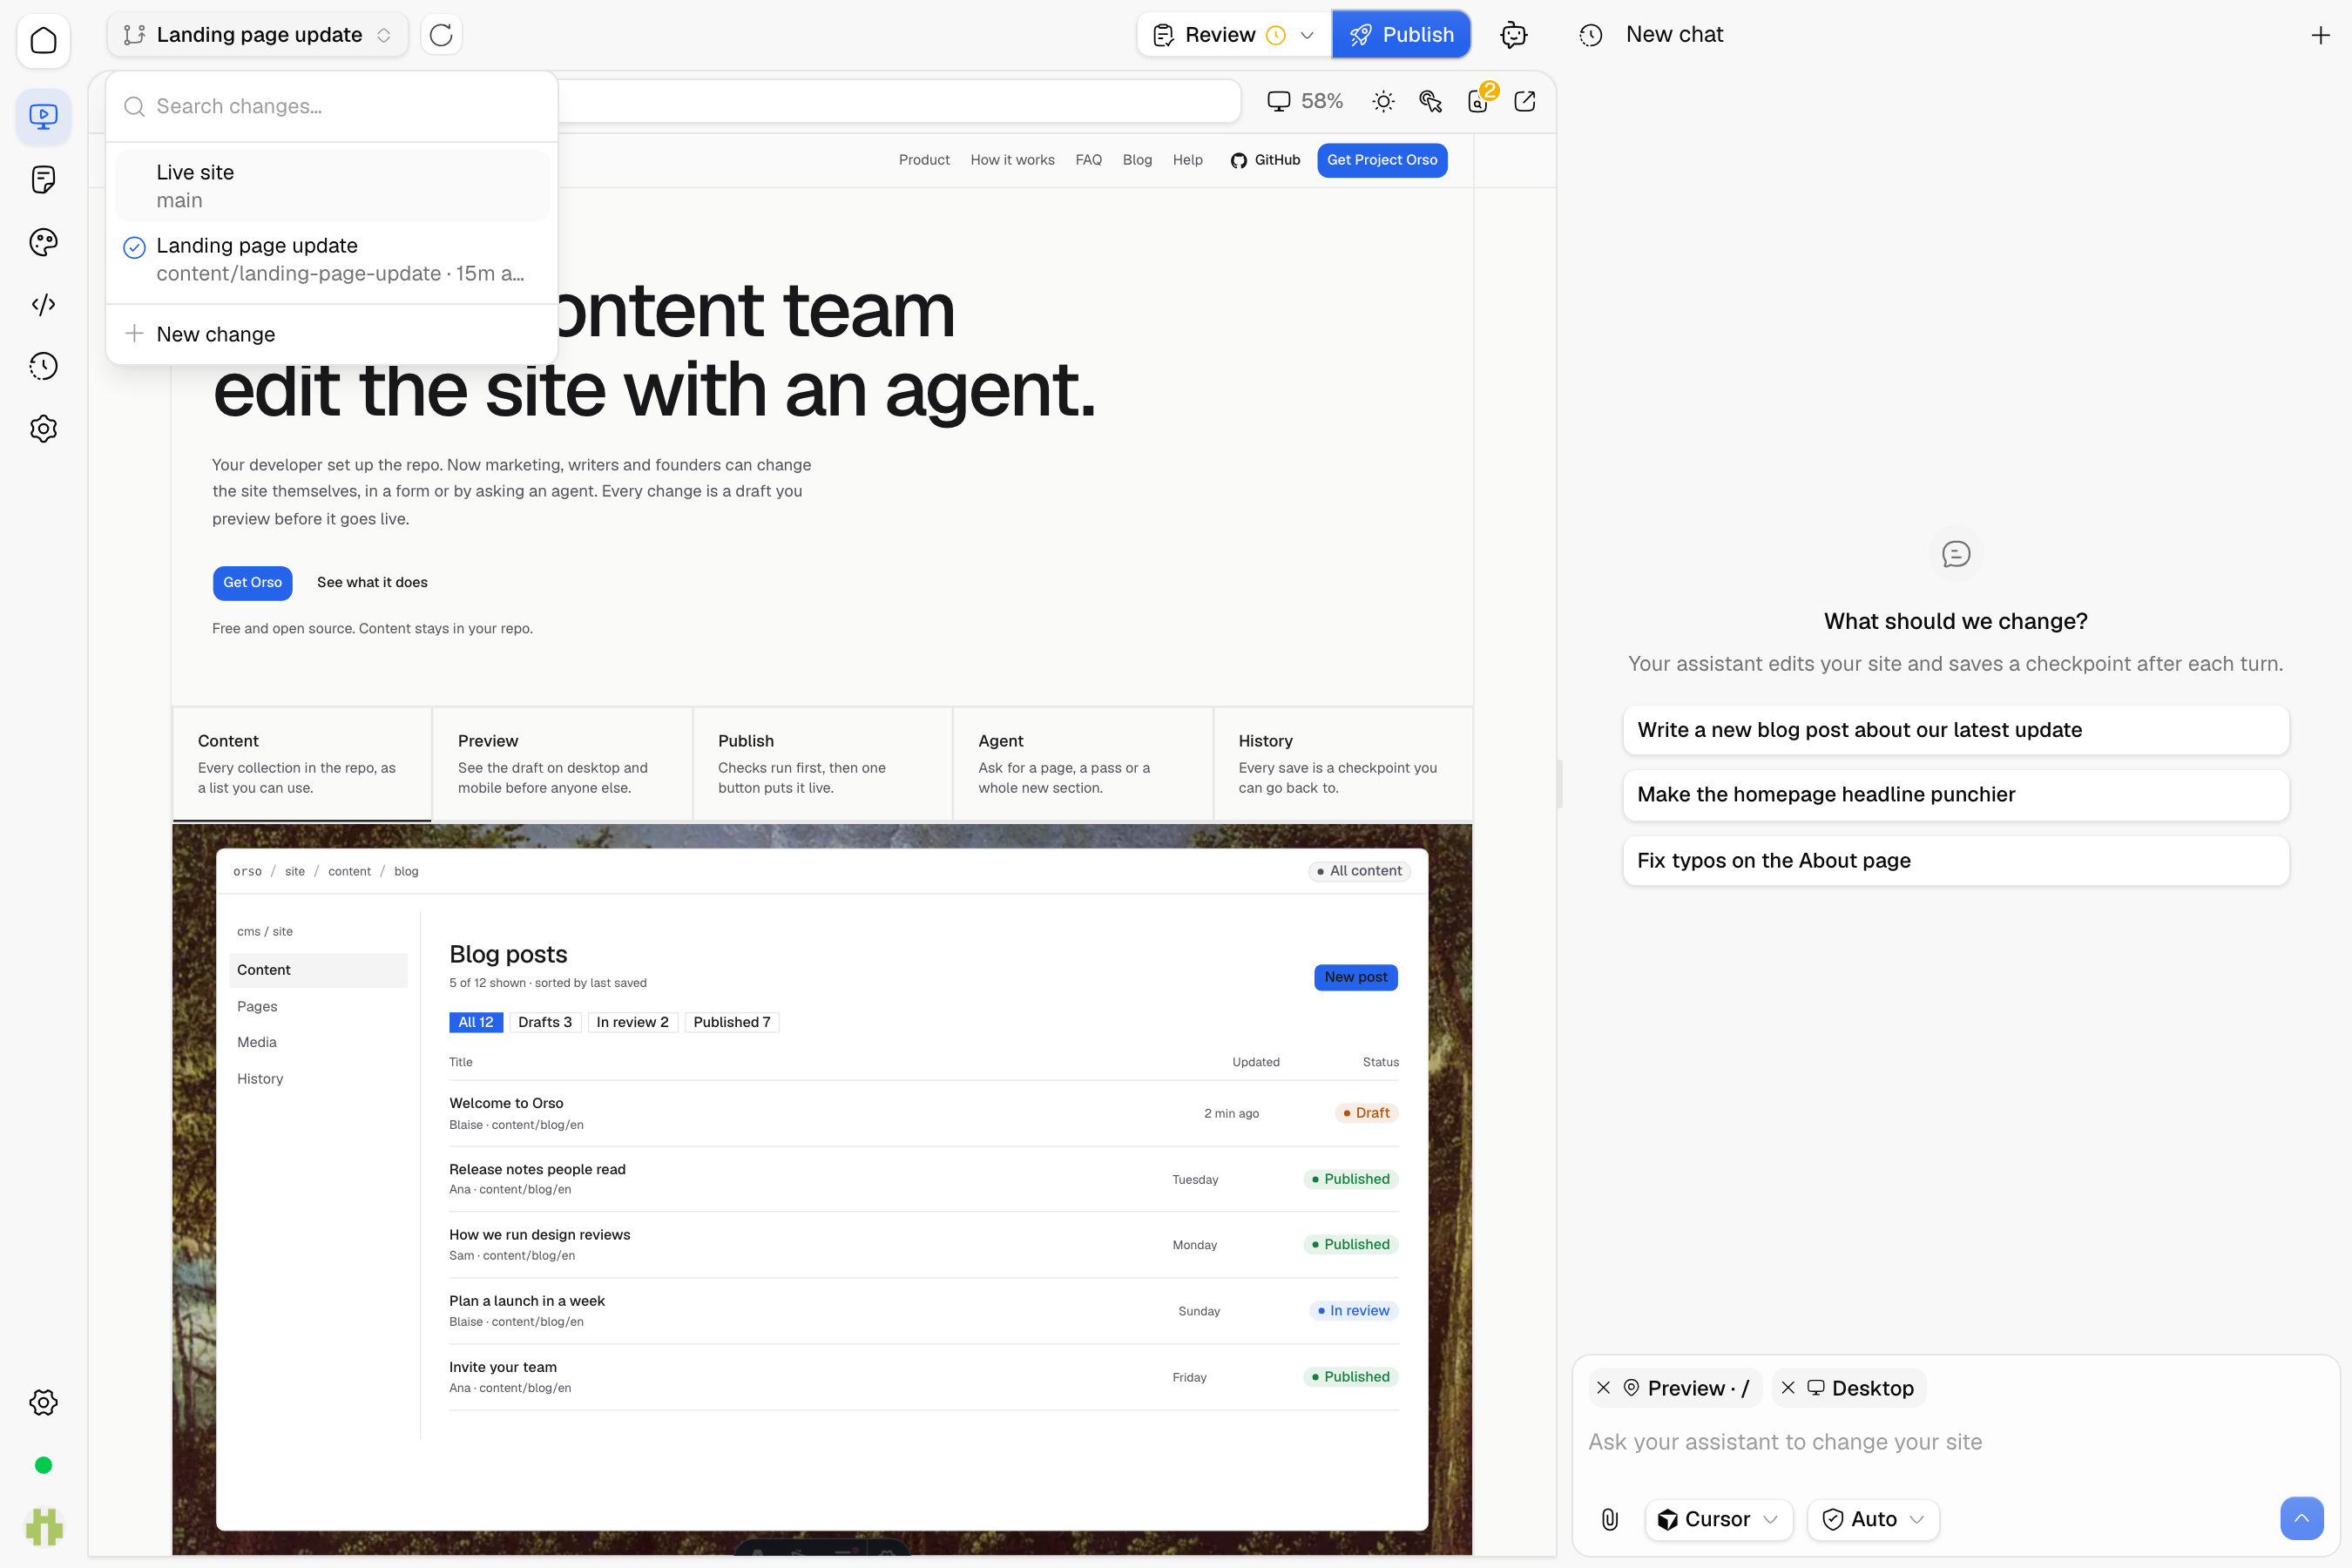 Landing page update
Review
Publish
New chat
Search changes...
58%
2
Live site
main
Landing page update
content/landing-page-update · 15m a...
New change
Product
How it works
FAQ
Blog
Help
GitHub
Get Project Orso
ontent team
edit the site with an agent.
Your developer set up the repo. Now marketing, writers and founders can change
the site themselves, in a form or by asking an agent. Every change is a draft you
preview before it goes live.
Get Orso
See what it does
Free and open source. Content stays in your repo.
Content
Every collection in the repo, as
a list you can use.
Preview
See the draft on desktop and
mobile before anyone else.
Publish
Checks run first, then one
button puts it live.
Agent
Ask for a page, a pass or a
whole new section.
History
Every save is a checkpoint you
can go back to.
orso / site / content / blog
All content
cms / site
Content
Pages
Media
History
Blog posts
5 of 12 shown · sorted by last saved
New post
All 12
Drafts 3
In review 2
Published 7
Title
Updated
Status
Welcome to Orso
Blaise · content/blog/en
2 min ago
Draft
Release notes people read
Ana · content/blog/en
Tuesday
Published
How we run design reviews
Sam · content/blog/en
Monday
Published
Plan a launch in a week
Blaise · content/blog/en
Sunday
In review
Invite your team
Ana · content/blog/en
Friday
Published
What should we change?
Your assistant edits your site and saves a checkpoint after each turn.
Write a new blog post about our latest update
Make the homepage headline punchier
Fix typos on the About page
Preview · /
Desktop
Ask your assistant to change your site
Cursor
Auto